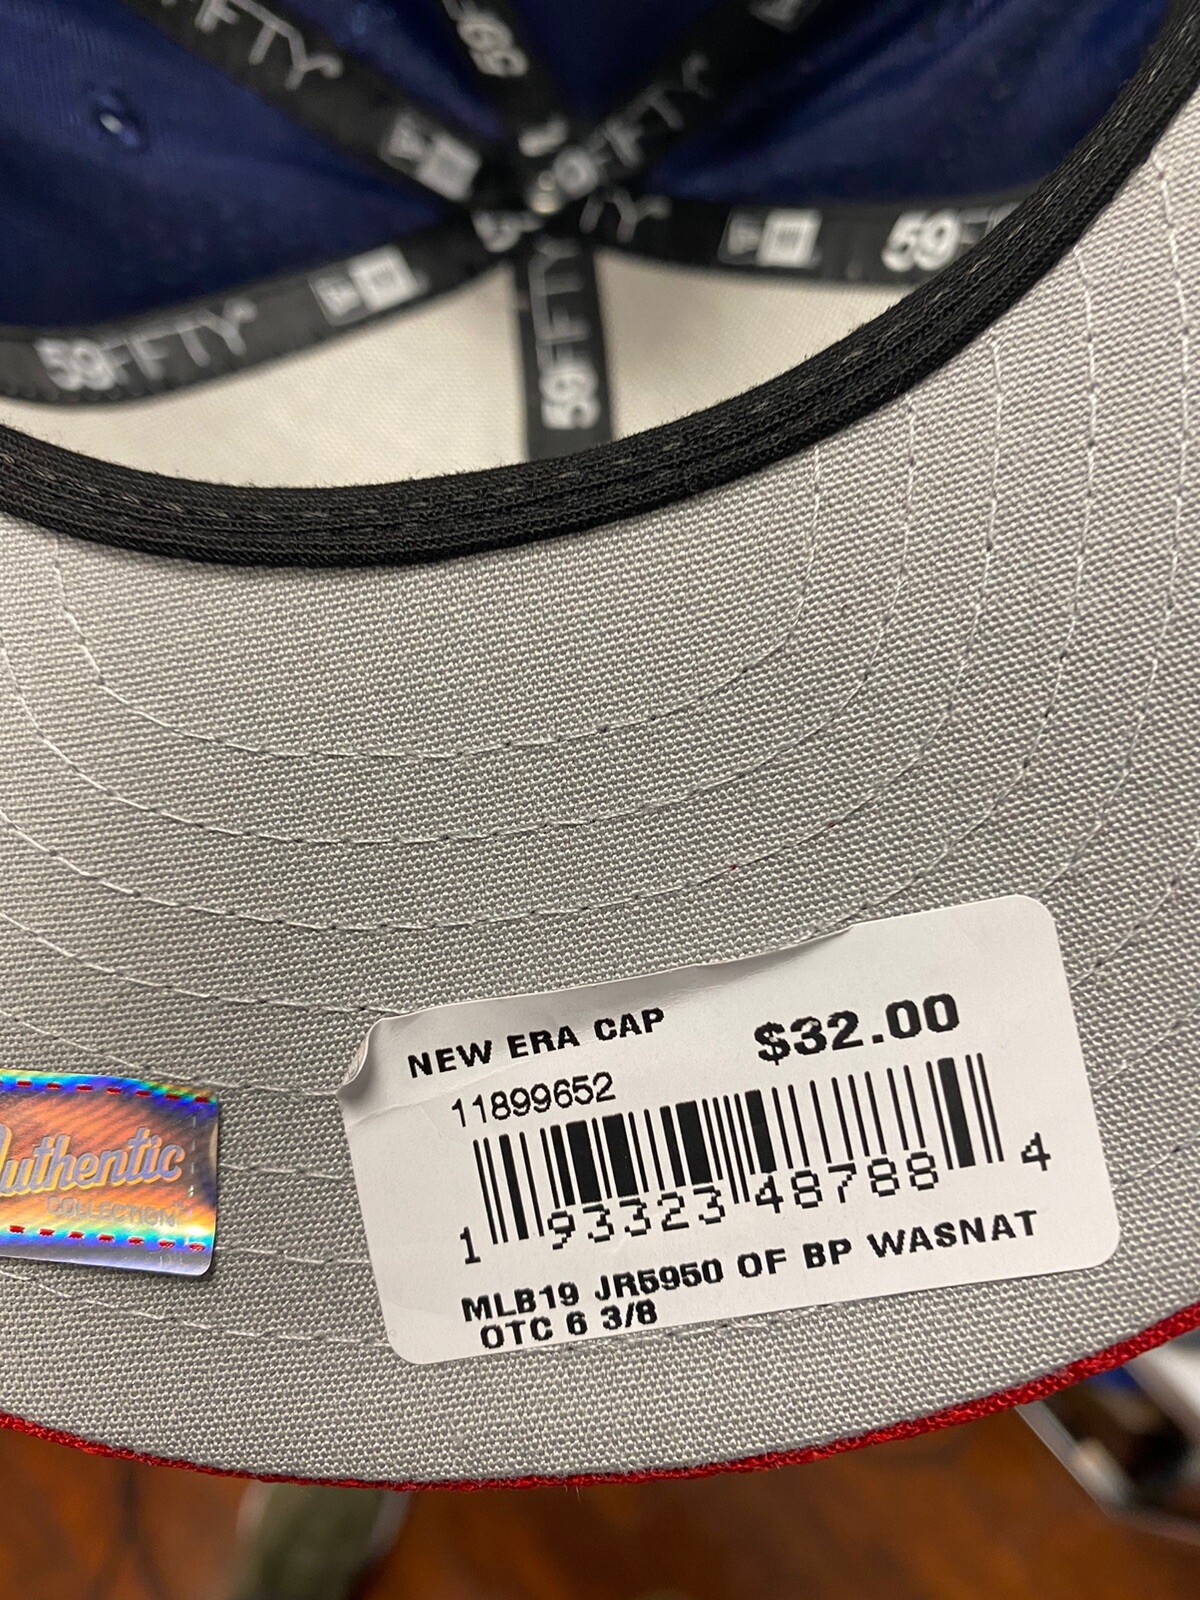 59FIFTY
59FIFTY
59FIFTY
NEW ERA CAP
$32.00
11899652
1 93323 48788 4
MLB19 JR5950 OF BP WASNAT
OTC 6 3/8
Authentic
COLLECTION